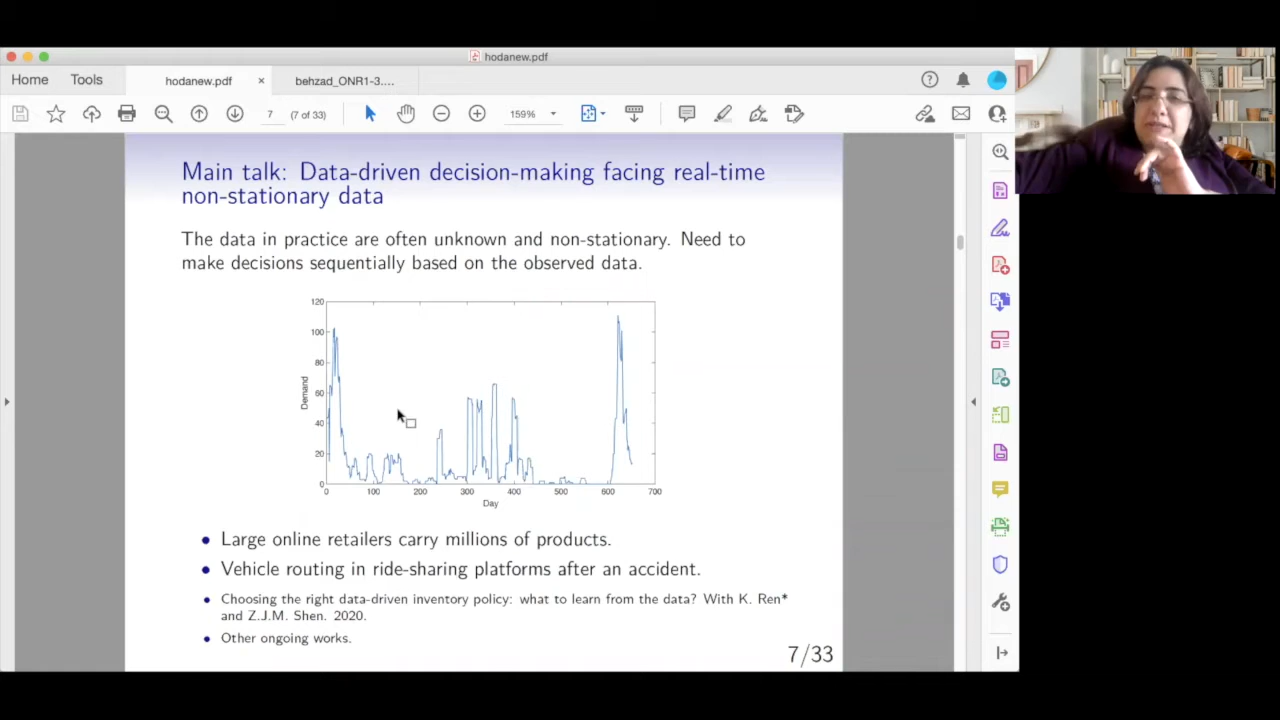 hodanew.pdf
Home
Tools
hodanew.pdf
×
behzad_ONR1-3....
7
(7 of 33)
159%
Main talk: Data-driven decision-making facing real-time
non-stationary data
The data in practice are often unknown and non-stationary. Need to
make decisions sequentially based on the observed data.
120
100
80
60
40
20
0
Demand
0 100 200 300 400 500 600 700
Day
• Large online retailers carry millions of products.
• Vehicle routing in ride-sharing platforms after an accident.
• Choosing the right data-driven inventory policy: what to learn from the data? With K. Ren*
and Z.J.M. Shen. 2020.
• Other ongoing works.
7/33